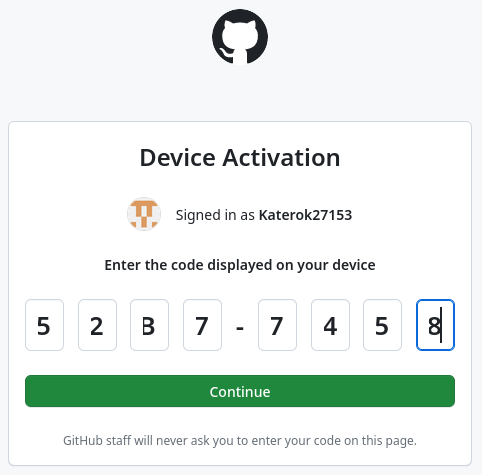 Device Activation
Signed in as Katerok27153
Enter the code displayed on your device
5 2 B 7 - 7 4 5 8
Continue
GitHub staff will never ask you to enter your code on this page.